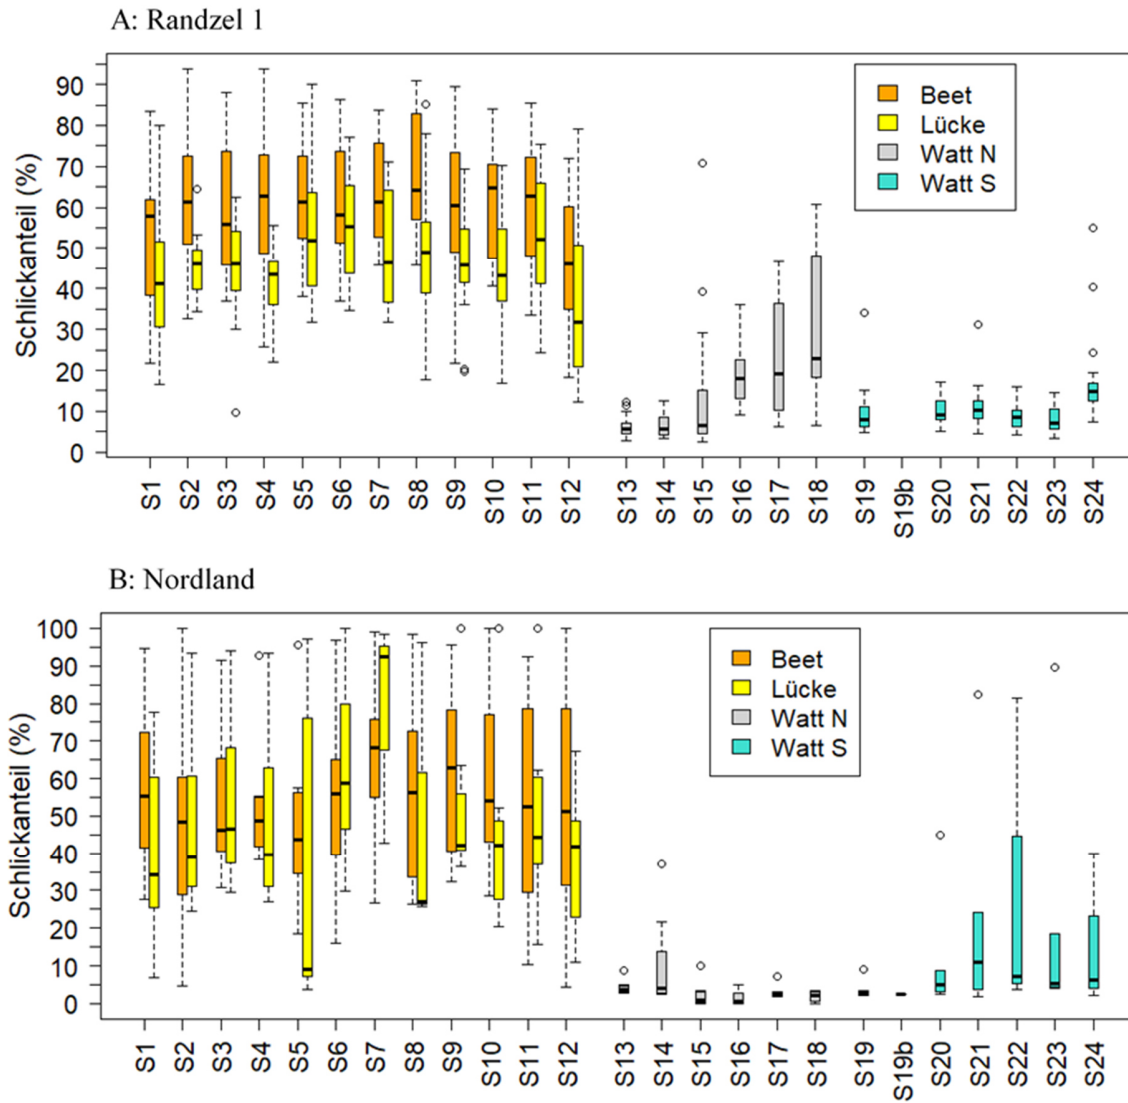 A: Randzel 1
Schlickanteil (%)
90
80
70
60
50
40
30
20
10
0
Beet
Lücke
Watt N
Watt S
S1 S2 S3 S4 S5 S6 S7 S8 S9 S10 S11 S12 S13 S14 S15 S16 S17 S18 S19 S19b S20 S21 S22 S23 S24
B: Nordland
Schlickanteil (%)
100
90
80
70
60
50
40
30
20
10
0
Beet
Lücke
Watt N
Watt S
S1 S2 S3 S4 S5 S6 S7 S8 S9 S10 S11 S12 S13 S14 S15 S16 S17 S18 S19 S19b S20 S21 S22 S23 S24